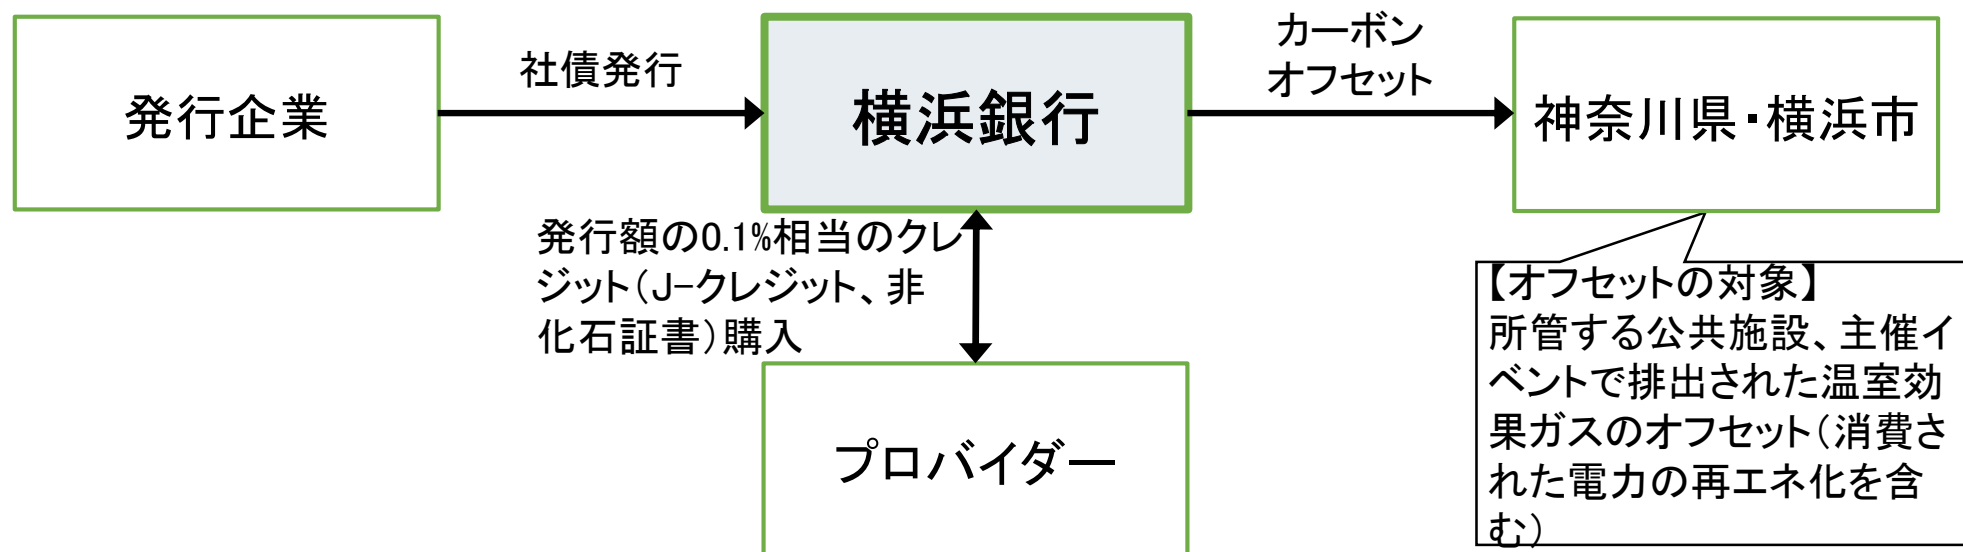 発行企業
社債発行
横浜銀行
カーボン
オフセット
神奈川県・横浜市
発行額の0.1%相当のクレ
ジット（J-クレジット、非
化石証書）購入
プロバイダー
【オフセットの対象】
所管する公共施設、主催イ
ベントで排出された温室効
果ガスのオフセット（消費さ
れた電力の再エネ化を含
む）